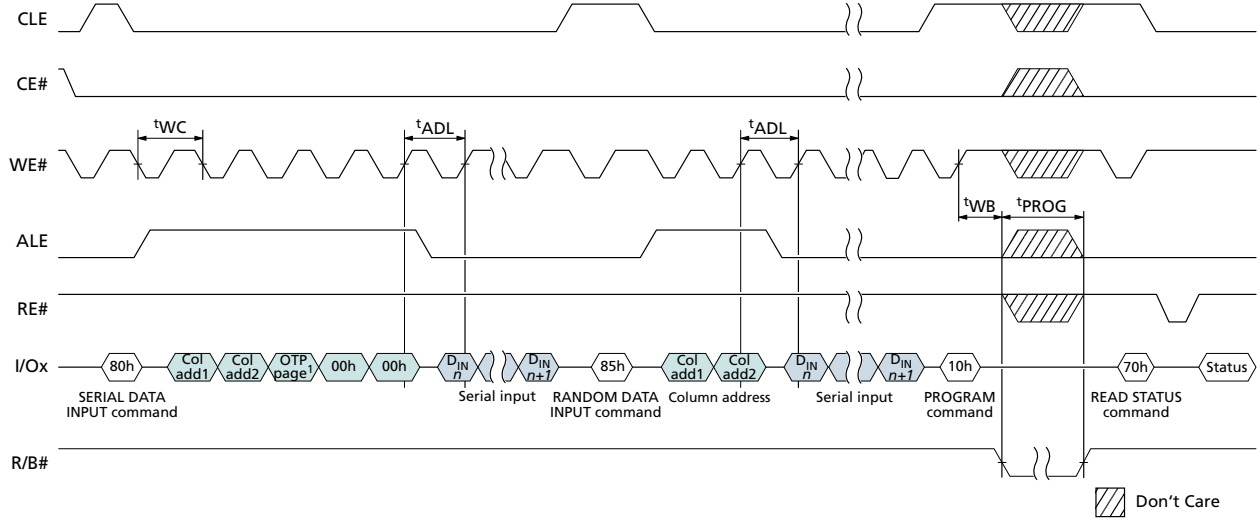 CLE
CE#
tWC
tADL
tADL
WE#
tWB
tPROG
ALE
RE#
I/Ox
80h
Col add1
Col add2
OTP page1
00h
00h
DIN n
DIN n+1
85h
Col add1
Col add2
DIN n
DIN n+1
10h
70h
Status
SERIAL DATA
INPUT command
Serial input
RANDOM DATA
INPUT command
Column address
Serial input
PROGRAM
command
READ STATUS
command
R/B#
Don't Care